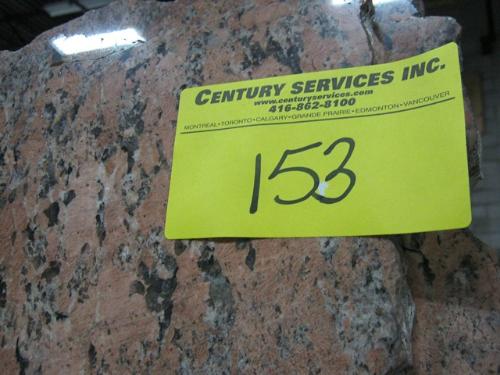 CENTURY SERVICES INC.
www.centuryservices.com
416-862-8100
MONTREAL•TORONTO•CALGARY•GRANDE PRAIRIE•EDMONTON•VANCOUVER
153